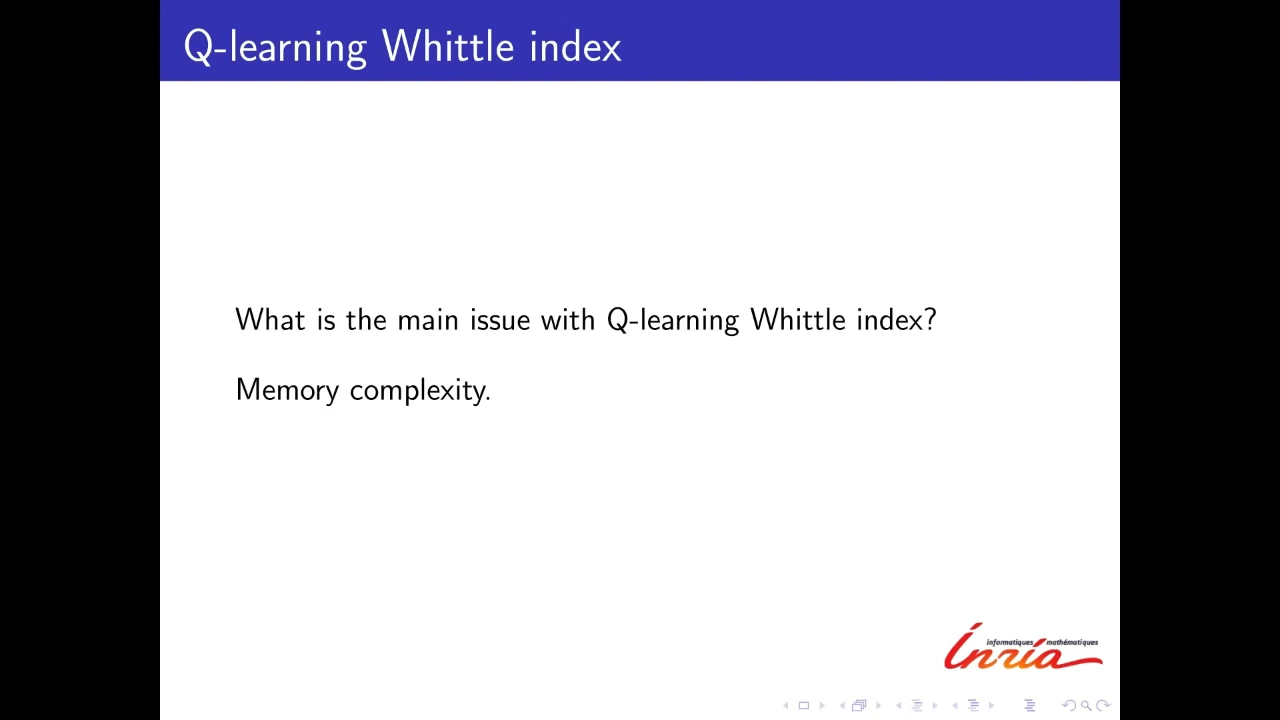 Q-learning Whittle index
What is the main issue with Q-learning Whittle index?
Memory complexity.
informatiques mathématiques
Inria